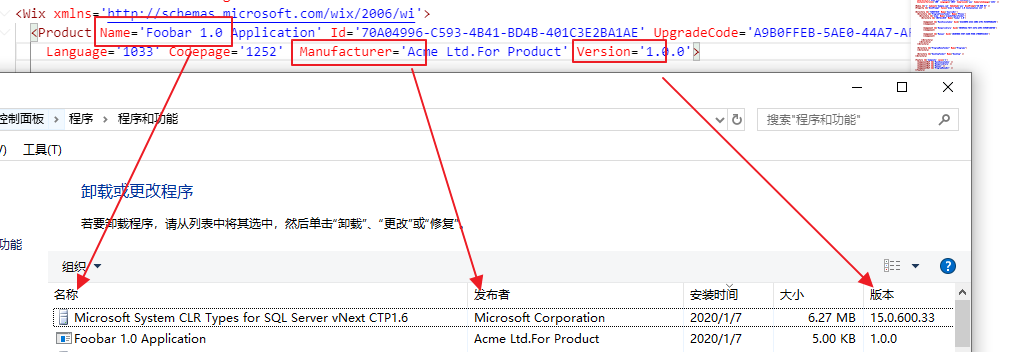 <Wix xmlns='http://schemas.microsoft.com/wix/2006/wi'>
<Product Name='Foobar 1.0 Application' Id='70A04996-C593-4B41-BD4B-401C3E2BA1AE' UpgradeCode='A9B0FFEB-5AE0-44A7-AF
Language='1033' Codepage='1252' Manufacturer='Acme Ltd.For Product' Version='1.0.0'>
控制面板 > 程序 > 程序和功能
搜索"程序和功能"
工具(T)
卸载或更改程序
若要卸载程序，请从列表中将其选中，然后单击"卸载"、"更改"或"修复"。
功能
组织
名称 发布者 安装时间 大小 版本
Microsoft System CLR Types for SQL Server vNext CTP1.6 Microsoft Corporation 2020/1/7 6.27 MB 15.0.600.33
Foobar 1.0 Application Acme Ltd.For Product 2020/1/7 5.00 KB 1.0.0